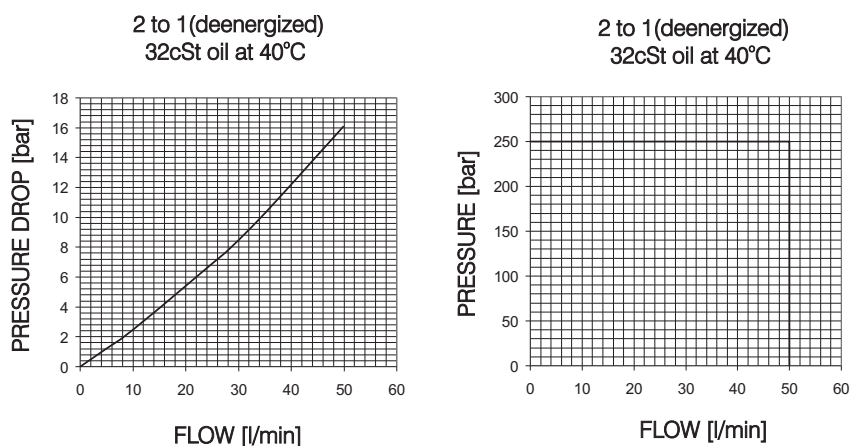 2 to 1(deenergized)
32cSt oil at 40°C
PRESSURE DROP [bar]
18
16
14
12
10
8
6
4
2
0
0 10 20 30 40 50 60
FLOW [l/min]
2 to 1(deenergized)
32cSt oil at 40°C
PRESSURE [bar]
300
250
200
150
100
50
0
0 10 20 30 40 50 60
FLOW [l/min]